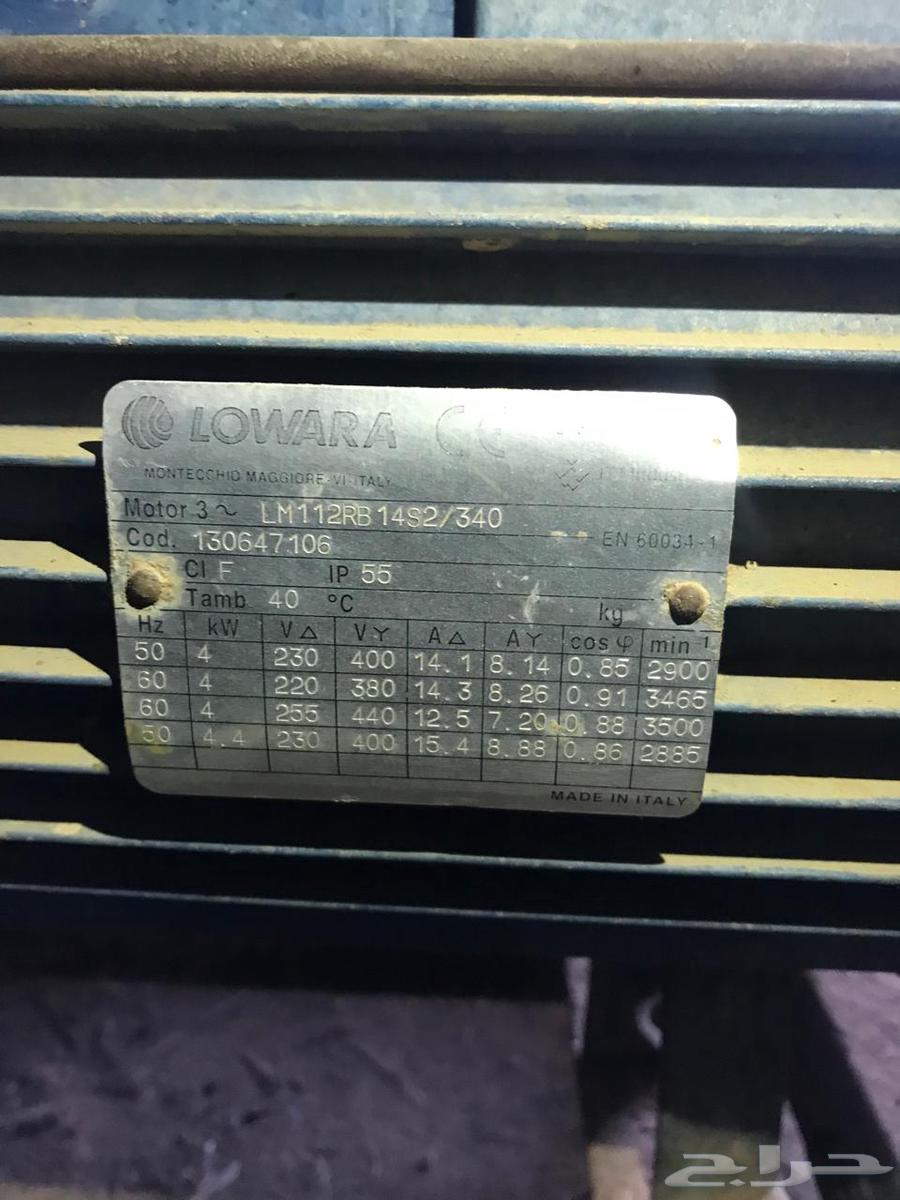 LOWARA CE
MONTECCHIO MAGGIORE-VI-ITALY
Motor 3 ~ LM112RB14S2/340
Cod. 130647106 EN 60034-1
Cl F IP 55
Tamb 40 °C kg
Hz kW V△ VY A△ AY cosφ min⁻¹
50 4 230 400 14.1 8.14 0.85 2900
60 4 220 380 14.3 8.26 0.91 3465
60 4 255 440 12.5 7.20 0.88 3500
50 4.4 230 400 15.4 8.88 0.86 2885
MADE IN ITALY
حراج